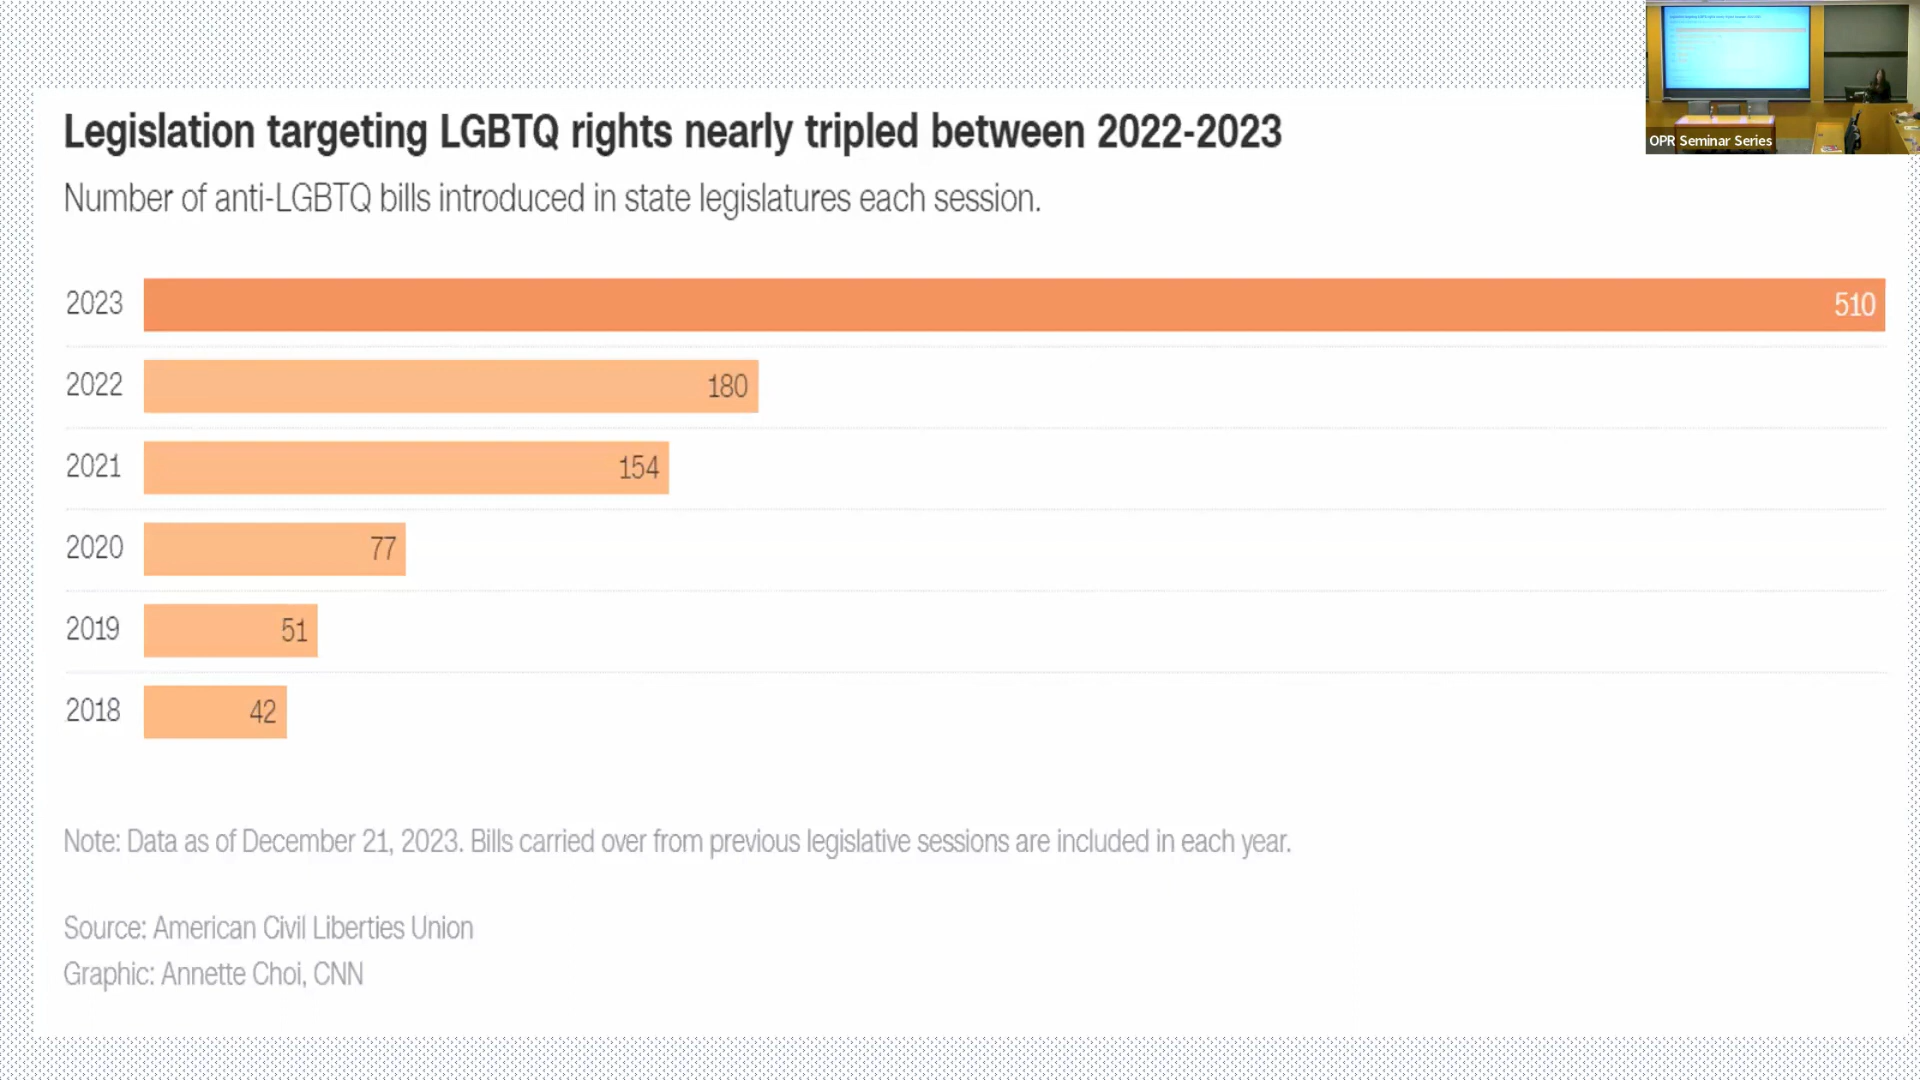 Legislation targeting LGBTQ rights nearly tripled between 2022-2023
Number of anti-LGBTQ bills introduced in state legislatures each session.
2023 510
2022 180
2021 154
2020 77
2019 51
2018 42
Note: Data as of December 21, 2023. Bills carried over from previous legislative sessions are included in each year.
Source: American Civil Liberties Union
Graphic: Annette Choi, CNN
OPR Seminar Series